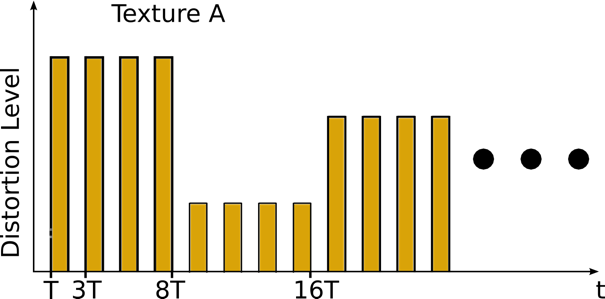 Texture A
Distortion Level
T 3T 8T 16T t